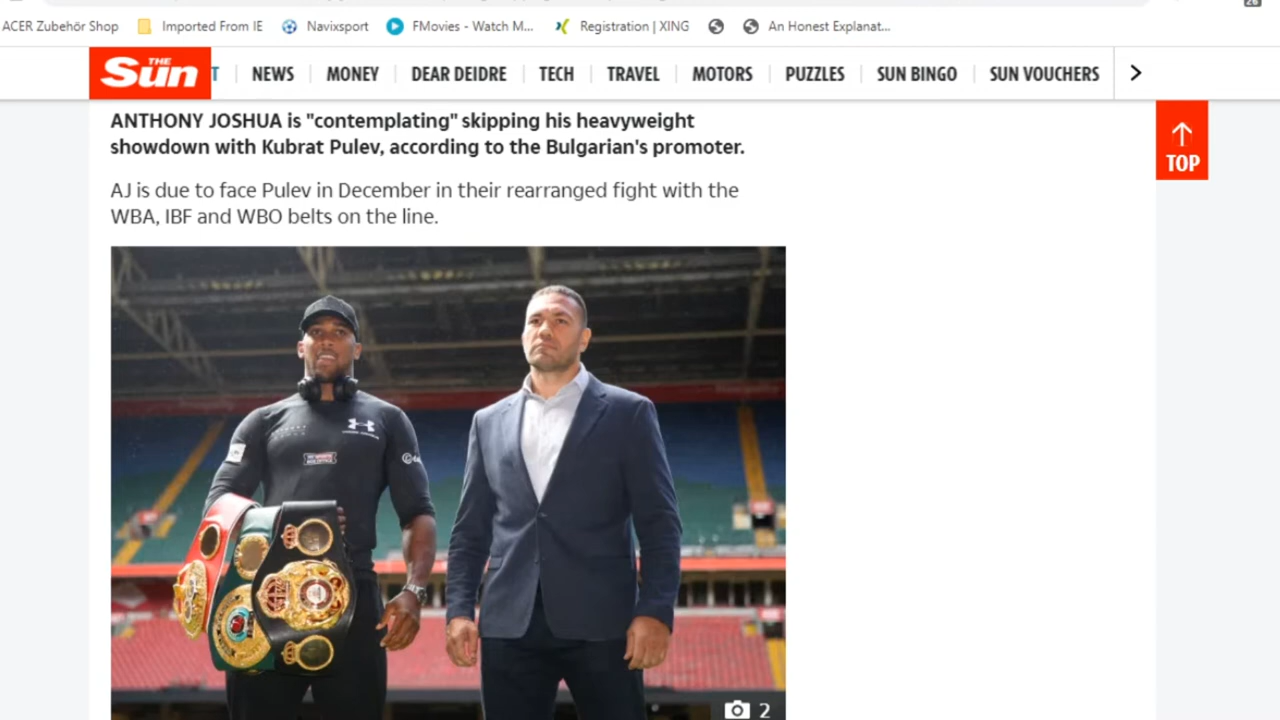 26
ACER Zubehör Shop Imported From IE Navixsport FMovies - Watch M... Registration | XING An Honest Explanat...
THE
Sun
T NEWS MONEY DEAR DEIDRE TECH TRAVEL MOTORS PUZZLES SUN BINGO SUN VOUCHERS
ANTHONY JOSHUA is "contemplating" skipping his heavyweight
showdown with Kubrat Pulev, according to the Bulgarian's promoter.
TOP
AJ is due to face Pulev in December in their rearranged fight with the
WBA, IBF and WBO belts on the line.
2